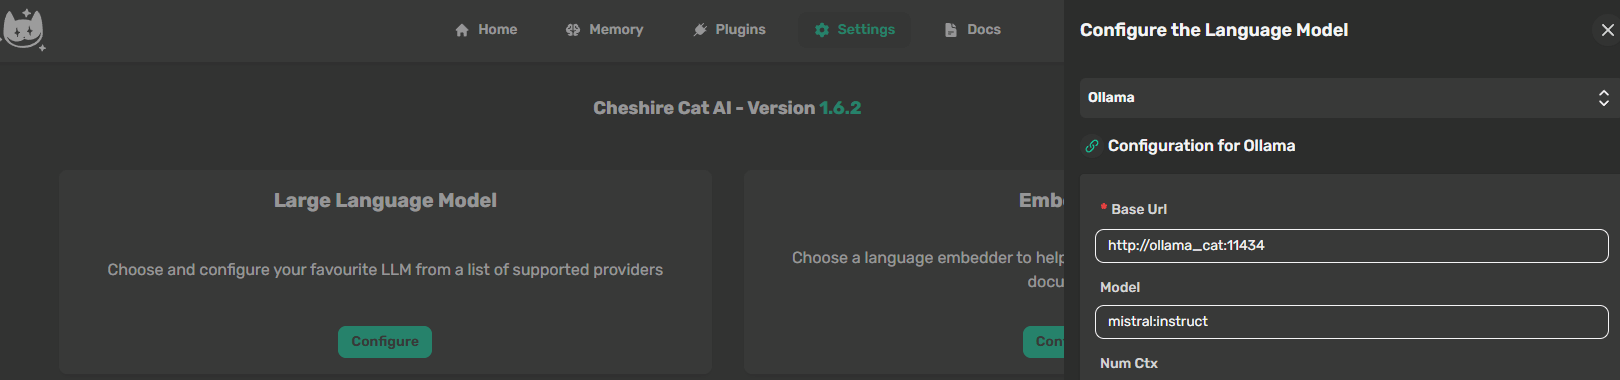 Home
Memory
Plugins
Settings
Docs
Cheshire Cat AI - Version 1.6.2
Large Language Model
Choose and configure your favourite LLM from a list of supported providers
Configure
Emb
Choose a language embedder to help
docu
Con
Configure the Language Model
Ollama
Configuration for Ollama
* Base Url
http://ollama_cat:11434
Model
mistral:instruct
Num Ctx